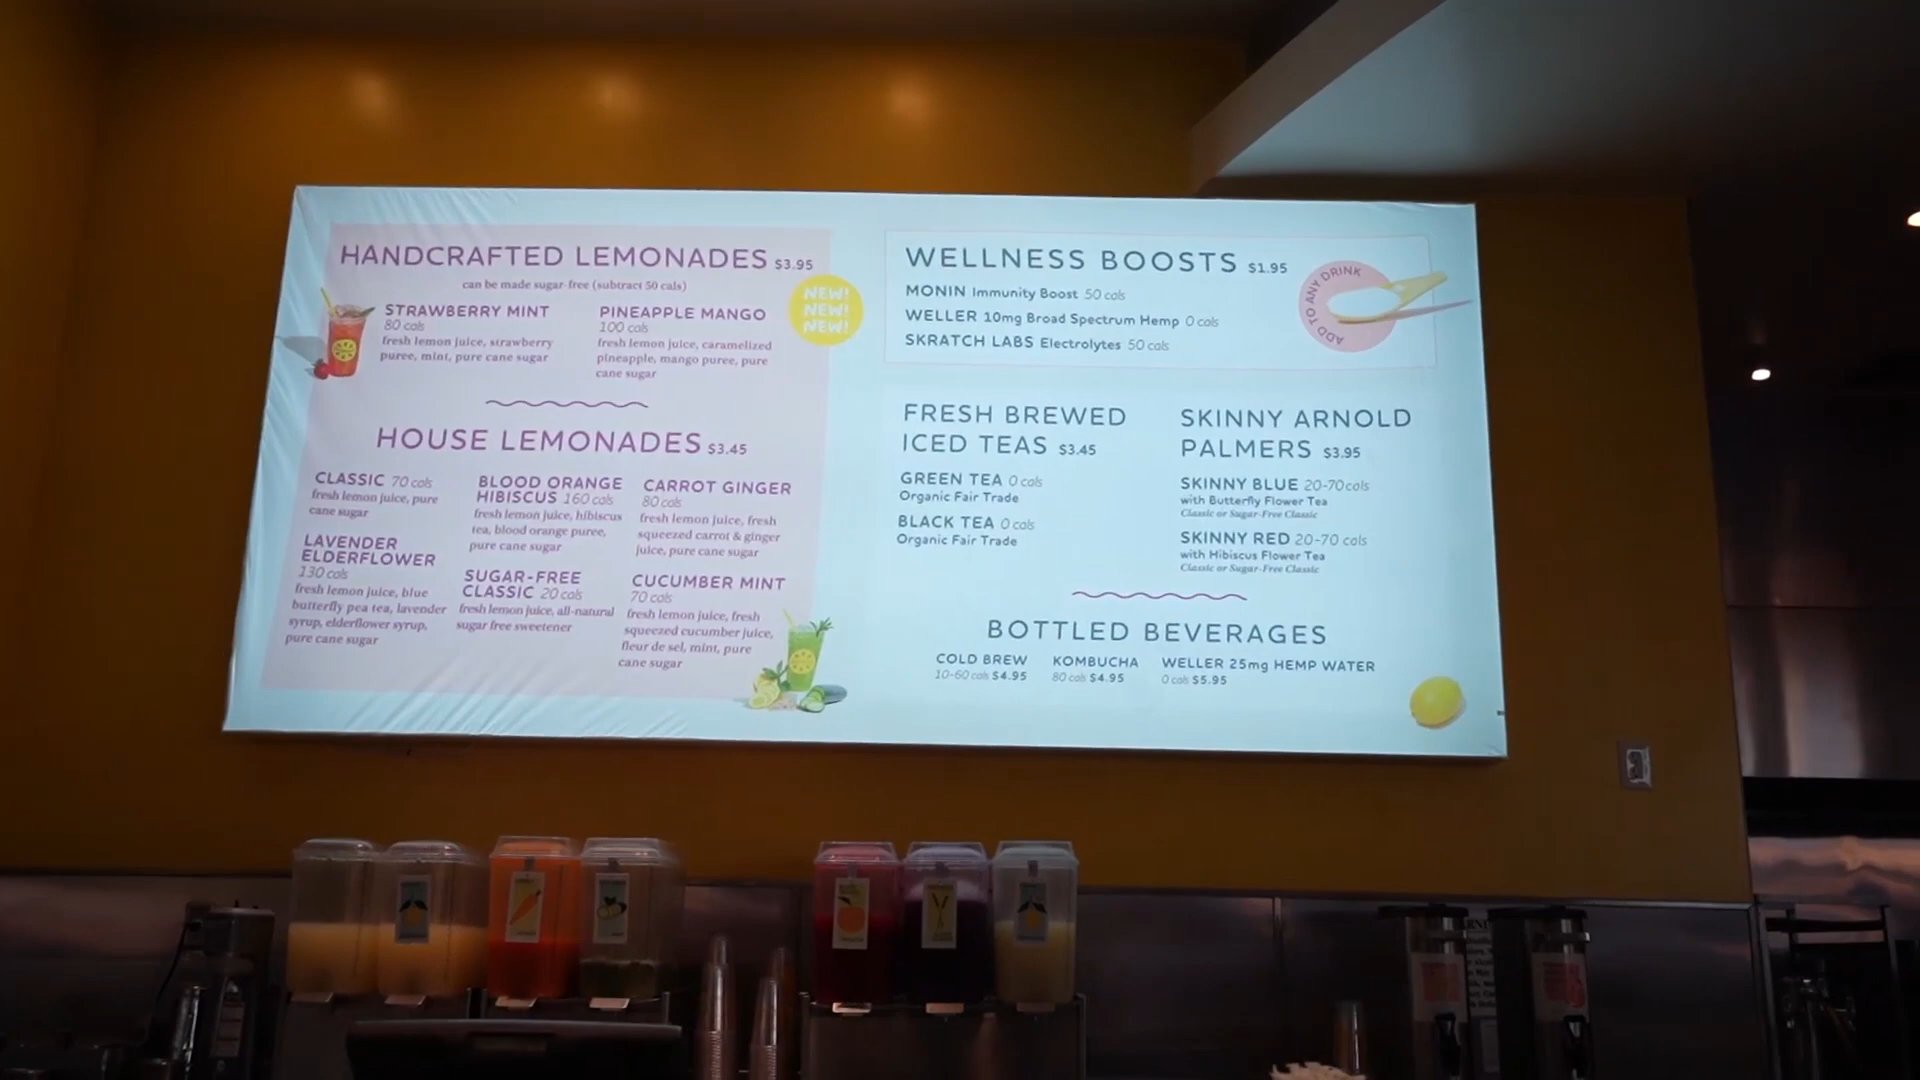 HANDCRAFTED LEMONADES $3.95
can be made sugar-free (subtract 50 cals)
STRAWBERRY MINT
80 cals
fresh lemon juice, strawberry
puree, mint, pure cane sugar
PINEAPPLE MANGO
100 cals
fresh lemon juice, caramelized
pineapple, mango puree, pure
cane sugar
NEW!
NEW!
NEW!
HOUSE LEMONADES $3.45
CLASSIC 70 cals
fresh lemon juice, pure
cane sugar
LAVENDER
ELDERFLOWER
130 cals
fresh lemon juice, blue
butterfly pea tea, lavender
syrup, elderflower syrup,
pure cane sugar
BLOOD ORANGE
HIBISCUS 160 cals
fresh lemon juice, hibiscus
tea, blood orange puree,
pure cane sugar
SUGAR-FREE
CLASSIC 20 cals
fresh lemon juice, all-natural
sugar free sweetener
CARROT GINGER
80 cals
fresh lemon juice, fresh
squeezed carrot & ginger
juice, pure cane sugar
CUCUMBER MINT
70 cals
fresh lemon juice, fresh
squeezed cucumber juice,
fleur de sel, mint, pure
cane sugar
WELLNESS BOOSTS $1.95
MONIN Immunity Boost 50 cals
WELLER 10mg Broad Spectrum Hemp 0 cals
SKRATCH LABS Electrolytes 50 cals
ADD TO ANY DRINK
FRESH BREWED
ICED TEAS $3.45
GREEN TEA 0 cals
Organic Fair Trade
BLACK TEA 0 cals
Organic Fair Trade
SKINNY ARNOLD
PALMERS $3.95
SKINNY BLUE 20-70cals
with Butterfly Flower Tea
Classic or Sugar-Free Classic
SKINNY RED 20-70 cals
with Hibiscus Flower Tea
Classic or Sugar-Free Classic
BOTTLED BEVERAGES
COLD BREW
10-60 cals $4.95
KOMBUCHA
80 cals $4.95
WELLER 25mg HEMP WATER
0 cals $5.95